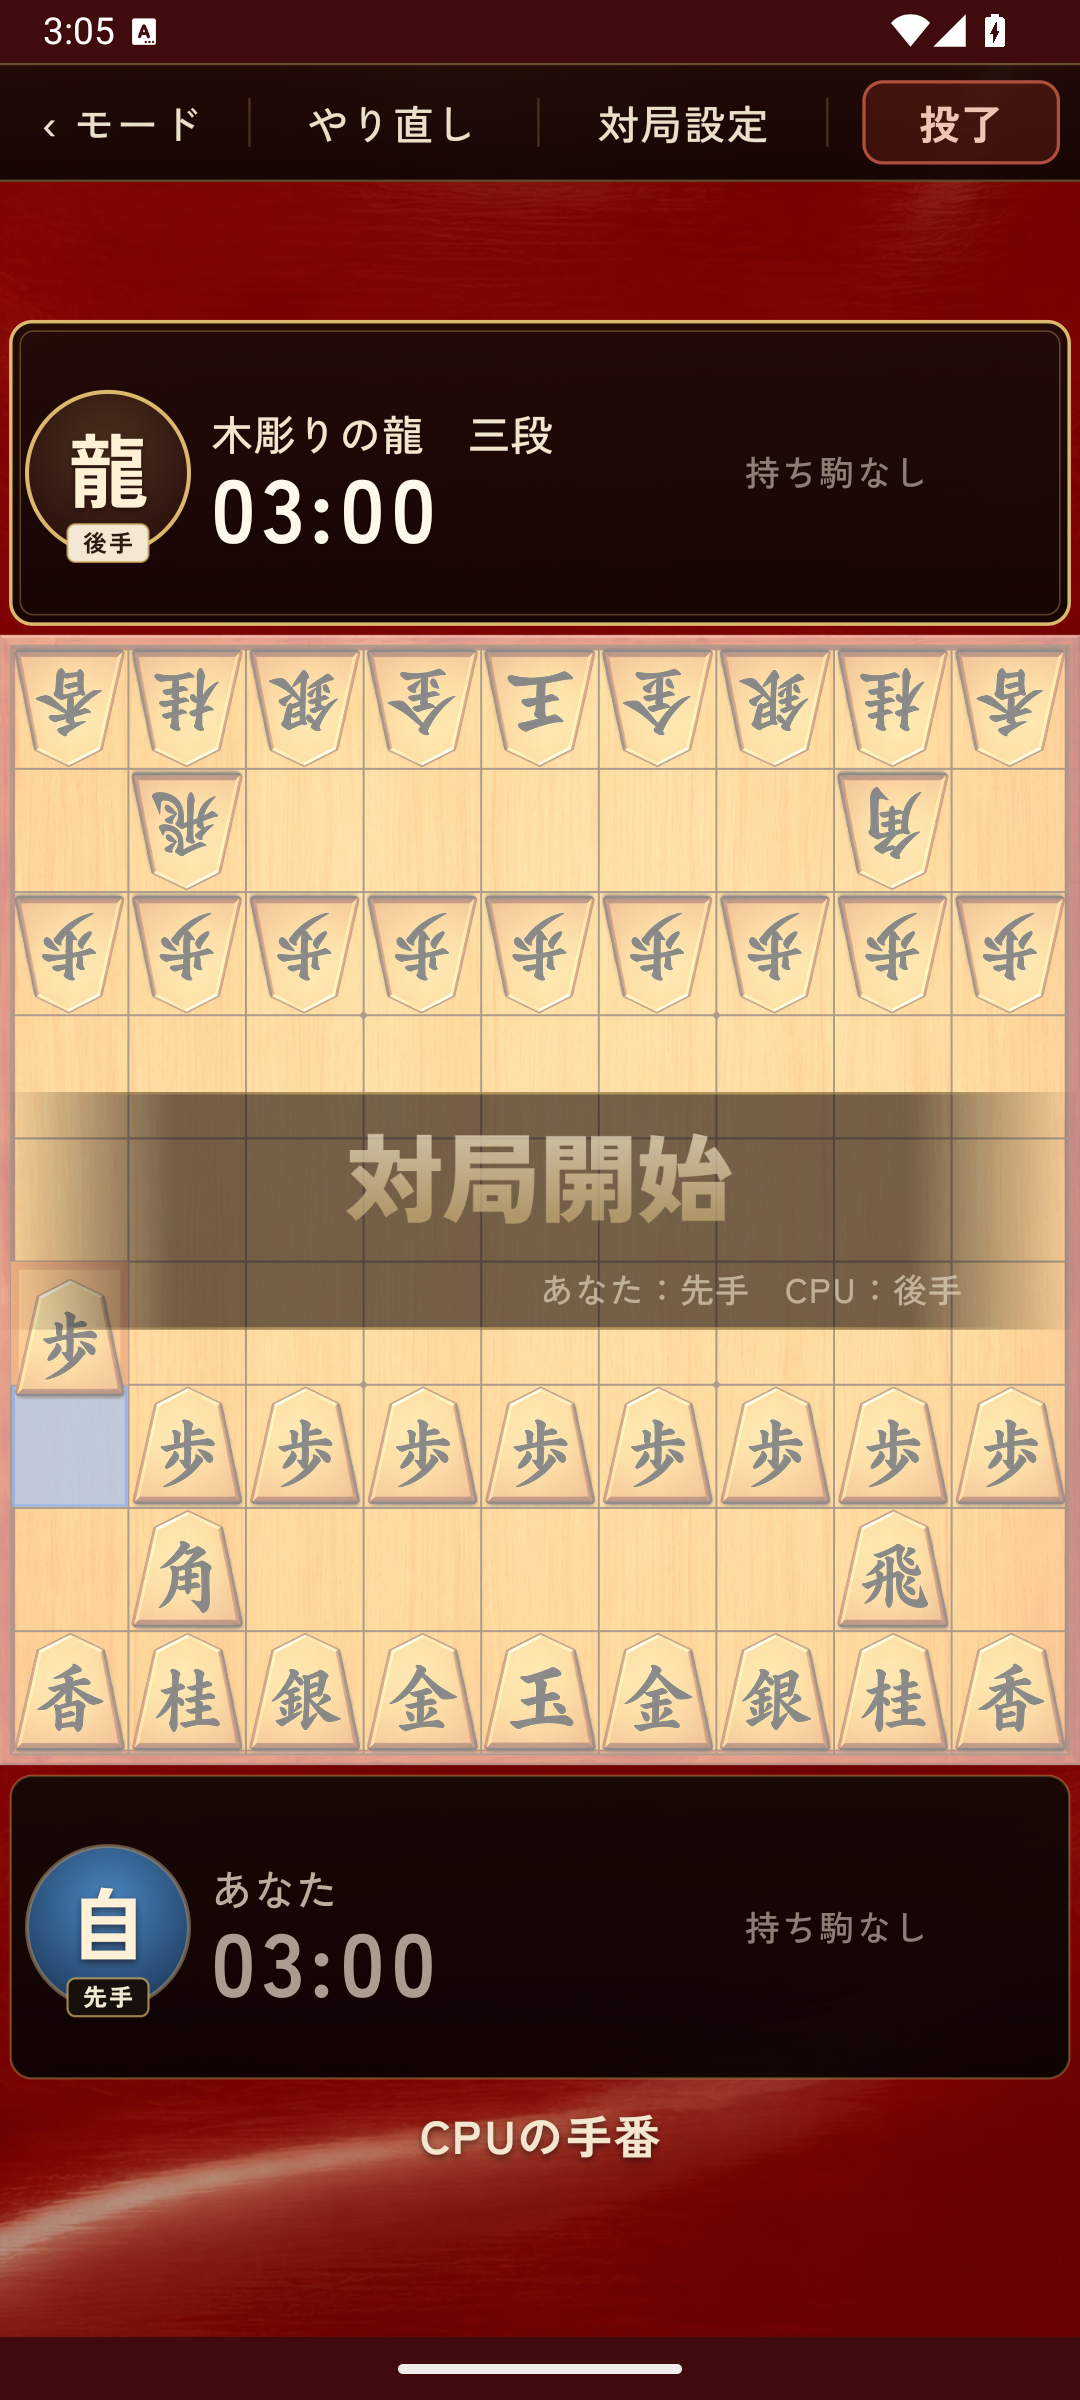 3:05
‹ モード やり直し 対局設定 投了
龍
後手
木彫りの龍 三段
03:00
持ち駒なし
香桂銀金王金銀桂香
飛角
歩歩歩歩歩歩歩歩歩
対局開始
あなた：先手 CPU：後手
歩
歩歩歩歩歩歩歩歩
角飛
香桂銀金玉金銀桂香
自
先手
あなた
03:00
持ち駒なし
CPUの手番